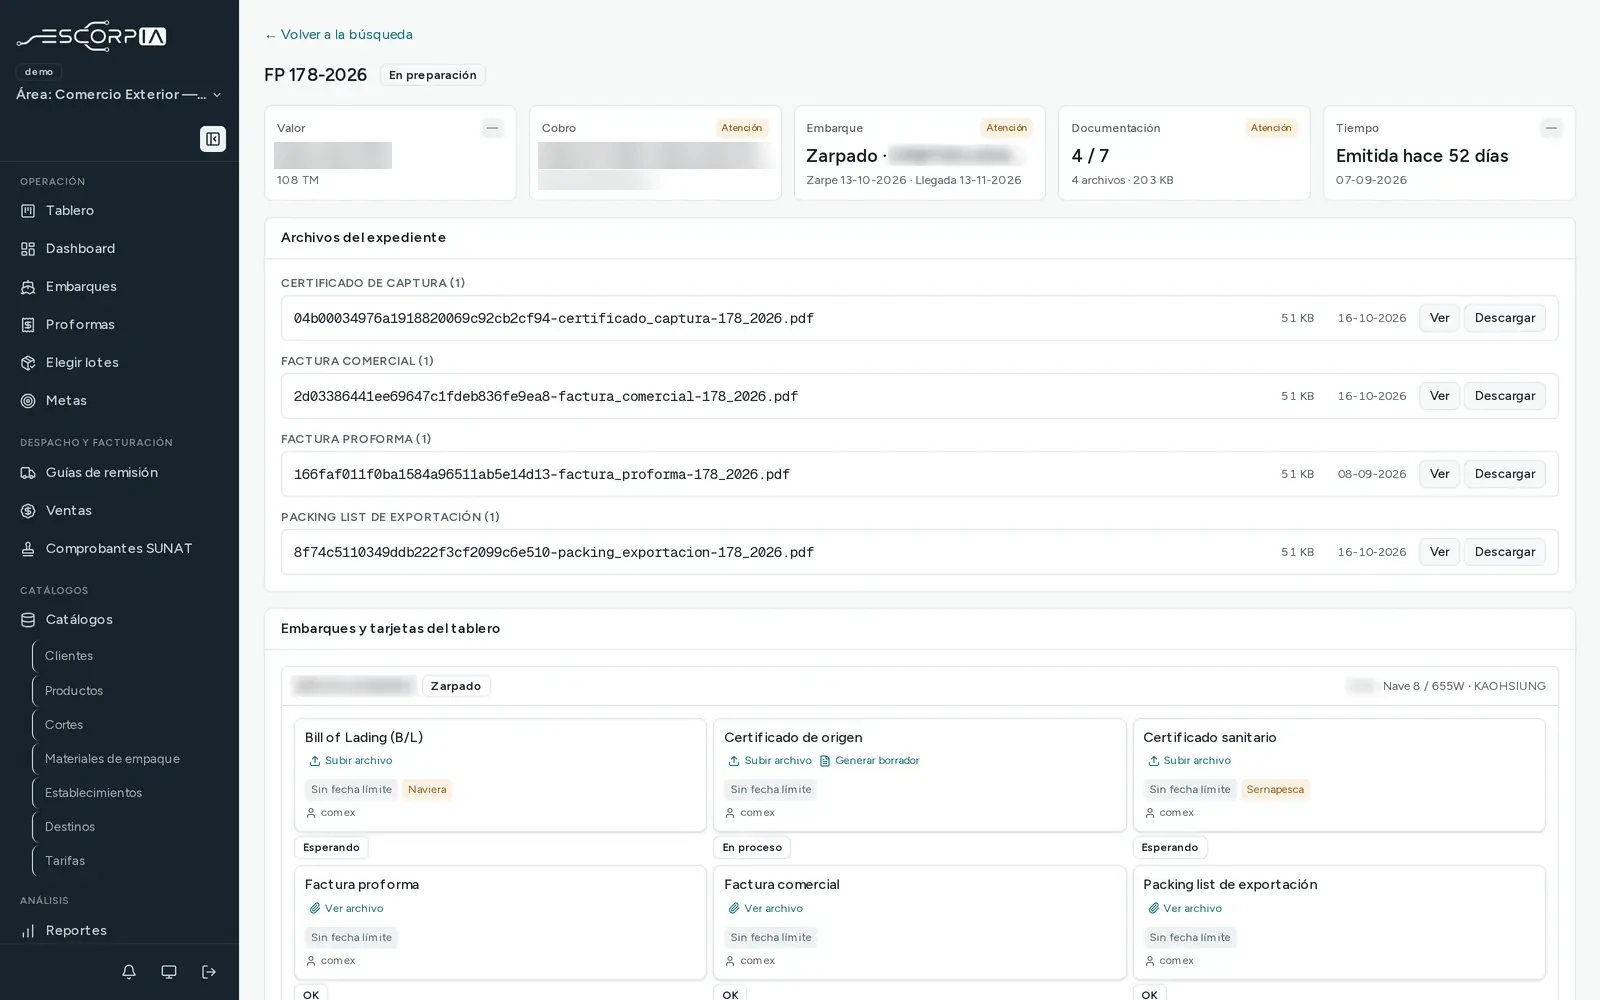 ESCORPIA
demo
Área: Comercio Exterior —...
OPERACIÓN
Tablero
Dashboard
Embarques
Proformas
Elegir lotes
Metas
DESPACHO Y FACTURACIÓN
Guías de remisión
Ventas
Comprobantes SUNAT
CATÁLOGOS
Catálogos
Clientes
Productos
Cortes
Materiales de empaque
Establecimientos
Destinos
Tarifas
ANÁLISIS
Reportes
← Volver a la búsqueda
FP 178-2026 En preparación
Valor —
108 TM
Cobro Atención
Embarque Atención
Zarpado ·
Zarpe 13-10-2026 · Llegada 13-11-2026
Documentación Atención
4 / 7
4 archivos · 203 KB
Tiempo —
Emitida hace 52 días
07-09-2026
Archivos del expediente
CERTIFICADO DE CAPTURA (1)
04b00034976a1918820069c92cb2cf94-certificado_captura-178_2026.pdf 51 KB 16-10-2026 Ver Descargar
FACTURA COMERCIAL (1)
2d03386441ee69647c1fdeb836fe9ea8-factura_comercial-178_2026.pdf 51 KB 16-10-2026 Ver Descargar
FACTURA PROFORMA (1)
166faf011f0ba1584a96511ab5e14d13-factura_proforma-178_2026.pdf 51 KB 08-09-2026 Ver Descargar
PACKING LIST DE EXPORTACIÓN (1)
8f74c5110349ddb222f3cf2099c6e510-packing_exportacion-178_2026.pdf 51 KB 16-10-2026 Ver Descargar
Embarques y tarjetas del tablero
Zarpado Nave 8 / 655W · KAOHSIUNG
Bill of Lading (B/L)
Subir archivo
Sin fecha límite Naviera
comex
Esperando
Certificado de origen
Subir archivo Generar borrador
Sin fecha límite
comex
En proceso
Certificado sanitario
Subir archivo
Sin fecha límite Sernapesca
comex
Esperando
Factura proforma
Ver archivo
Sin fecha límite
comex
OK
Factura comercial
Ver archivo
Sin fecha límite
comex
OK
Packing list de exportación
Ver archivo
Sin fecha límite
comex
OK